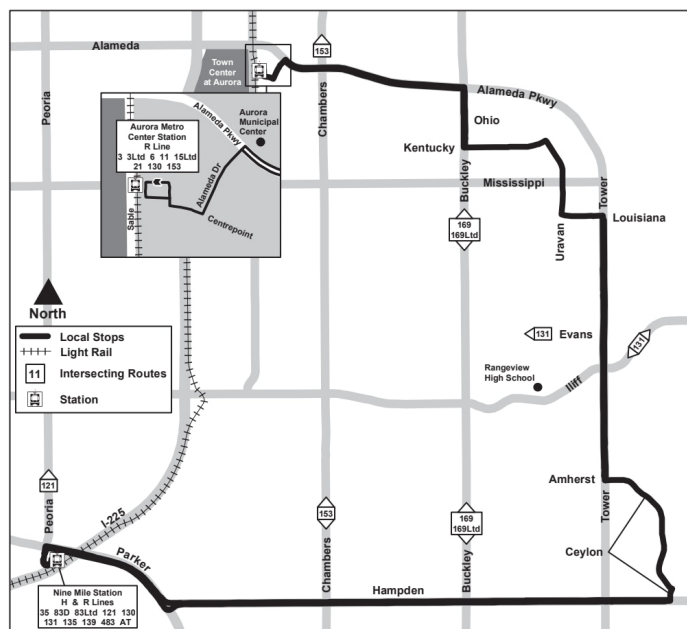 Alameda
Town
Center
at Aurora
153
Peoria
Chambers
Alameda Pkwy
Ohio
Kentucky
Buckley
Mississippi
Tower
Louisiana
Uravan
169
169Ltd
Alameda Pkwy
Aurora
Municipal
Center
Aurora Metro
Center Station
R Line
3 3Ltd 6 11 15Ltd
21 130 153
Sable
Alameda Dr
Centrepoint
North
Local Stops
Light Rail
11 Intersecting Routes
Station
131 Evans
131
Rangeview
High School
Iliff
121
Peoria
I-225
Parker
153
Chambers
169
169Ltd
Buckley
Amherst
Tower
Ceylon
Hampden
Nine Mile Station
H & R Lines
35 83D 83Ltd 121 130
131 135 139 483 AT